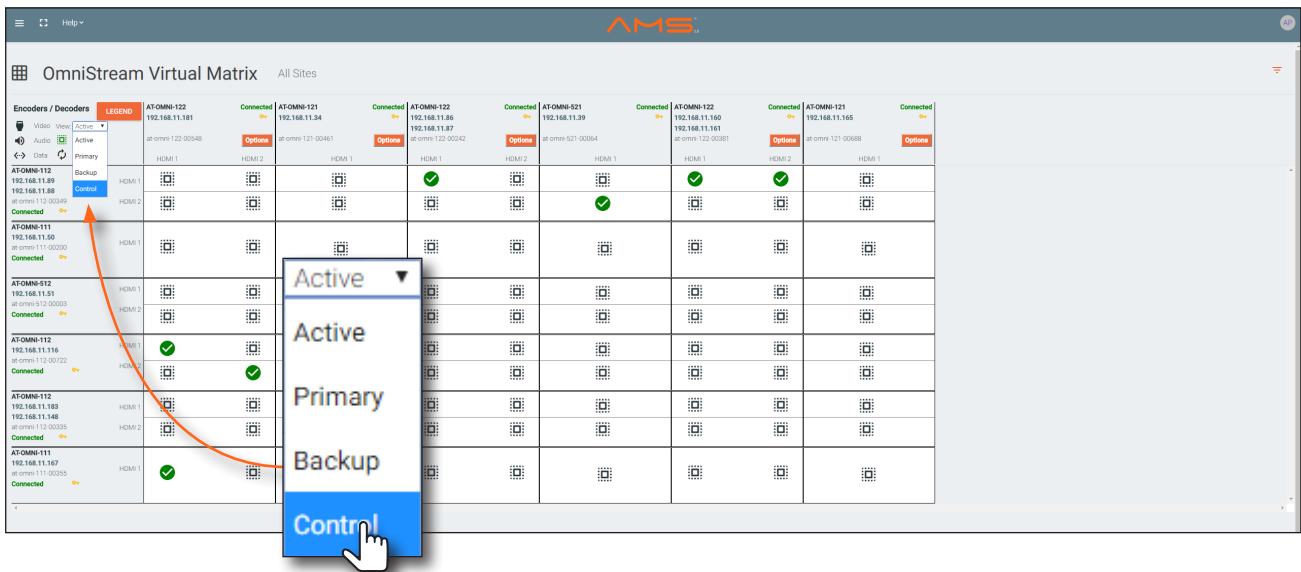 Help
AMS
AP
OmniStream Virtual Matrix All Sites
Encoders / Decoders LEGEND
Video View: Active
Audio Active
Data Primary
Backup
Control
AT-OMNI-122 Connected
192.168.11.181
at-omni-122-00548 Options
HDMI 1 HDMI 2
AT-OMNI-121 Connected
192.168.11.34
at-omni-121-00461 Options
HDMI 1
AT-OMNI-122 Connected
192.168.11.86
192.168.11.87
at-omni-122-00242 Options
HDMI 1 HDMI 2
AT-OMNI-521 Connected
192.168.11.39
at-omni-521-00064 Options
HDMI 1
AT-OMNI-122 Connected
192.168.11.160
192.168.11.161
at-omni-122-00381 Options
HDMI 1 HDMI 2
AT-OMNI-121 Connected
192.168.11.165
at-omni-121-00688 Options
HDMI 1
AT-OMNI-112
192.168.11.89 HDMI 1
192.168.11.88
at-omni-112-00349 HDMI 2
Connected
AT-OMNI-111
192.168.11.50
at-omni-111-00200 HDMI 1
Connected
AT-OMNI-512
192.168.11.51 HDMI 1
at-omni-512-00003
Connected HDMI 2
AT-OMNI-112
192.168.11.116 HDMI 1
at-omni-112-00722
Connected HDMI 2
AT-OMNI-112
192.168.11.183 HDMI 1
192.168.11.148
at-omni-112-00335 HDMI 2
Connected
AT-OMNI-111
192.168.11.167
at-omni-111-00355 HDMI 1
Connected
Active
Active
Primary
Backup
Control